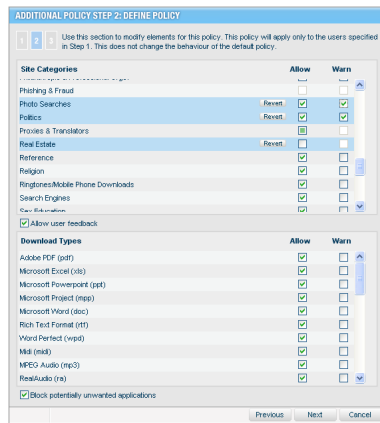 ADDITIONAL POLICY STEP 2: DEFINE POLICY
1 2 3 Use this section to modify elements for this policy. This policy will apply only to the users specified
in Step 1. This does not change the behaviour of the default policy.
Site Categories Allow Warn
Phishing & Fraud
Photo Searches Revert
Politics Revert
Proxies & Translators
Real Estate Revert
Reference
Religion
Ringtones/Mobile Phone Downloads
Search Engines
Sex Education
Allow user feedback
Download Types Allow Warn
Adobe PDF (pdf)
Microsoft Excel (xls)
Microsoft Powerpoint (ppt)
Microsoft Project (mpp)
Microsoft Word (doc)
Rich Text Format (rtf)
Word Perfect (wpd)
Midi (midi)
MPEG Audio (mp3)
RealAudio (ra)
Block potentially unwanted applications
Previous Next Cancel